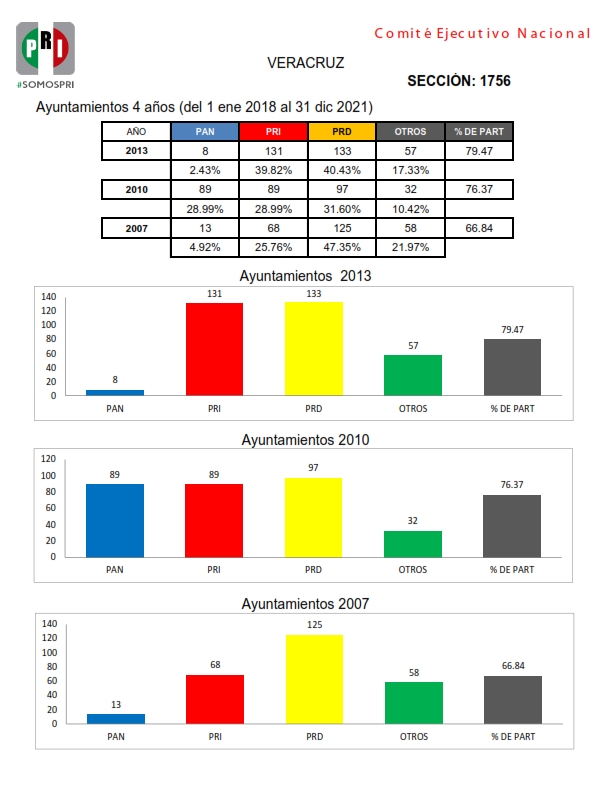 Comité Ejecutivo Nacional
PRI
#SOMOSPRI
VERACRUZ
SECCIÓN: 1756
Ayuntamientos 4 años (del 1 ene 2018 al 31 dic 2021)
AÑO PAN PRI PRD OTROS % DE PART
2013 8 131 133 57 79.47
2.43% 39.82% 40.43% 17.33%
2010 89 89 97 32 76.37
28.99% 28.99% 31.60% 10.42%
2007 13 68 125 58 66.84
4.92% 25.76% 47.35% 21.97%
Ayuntamientos 2013
140
120
100
80
60
40
20
0
8 131 133 57 79.47
PAN PRI PRD OTROS % DE PART
Ayuntamientos 2010
120
100
80
60
40
20
0
89 89 97 32 76.37
PAN PRI PRD OTROS % DE PART
Ayuntamientos 2007
140
120
100
80
60
40
20
0
13 68 125 58 66.84
PAN PRI PRD OTROS % DE PART